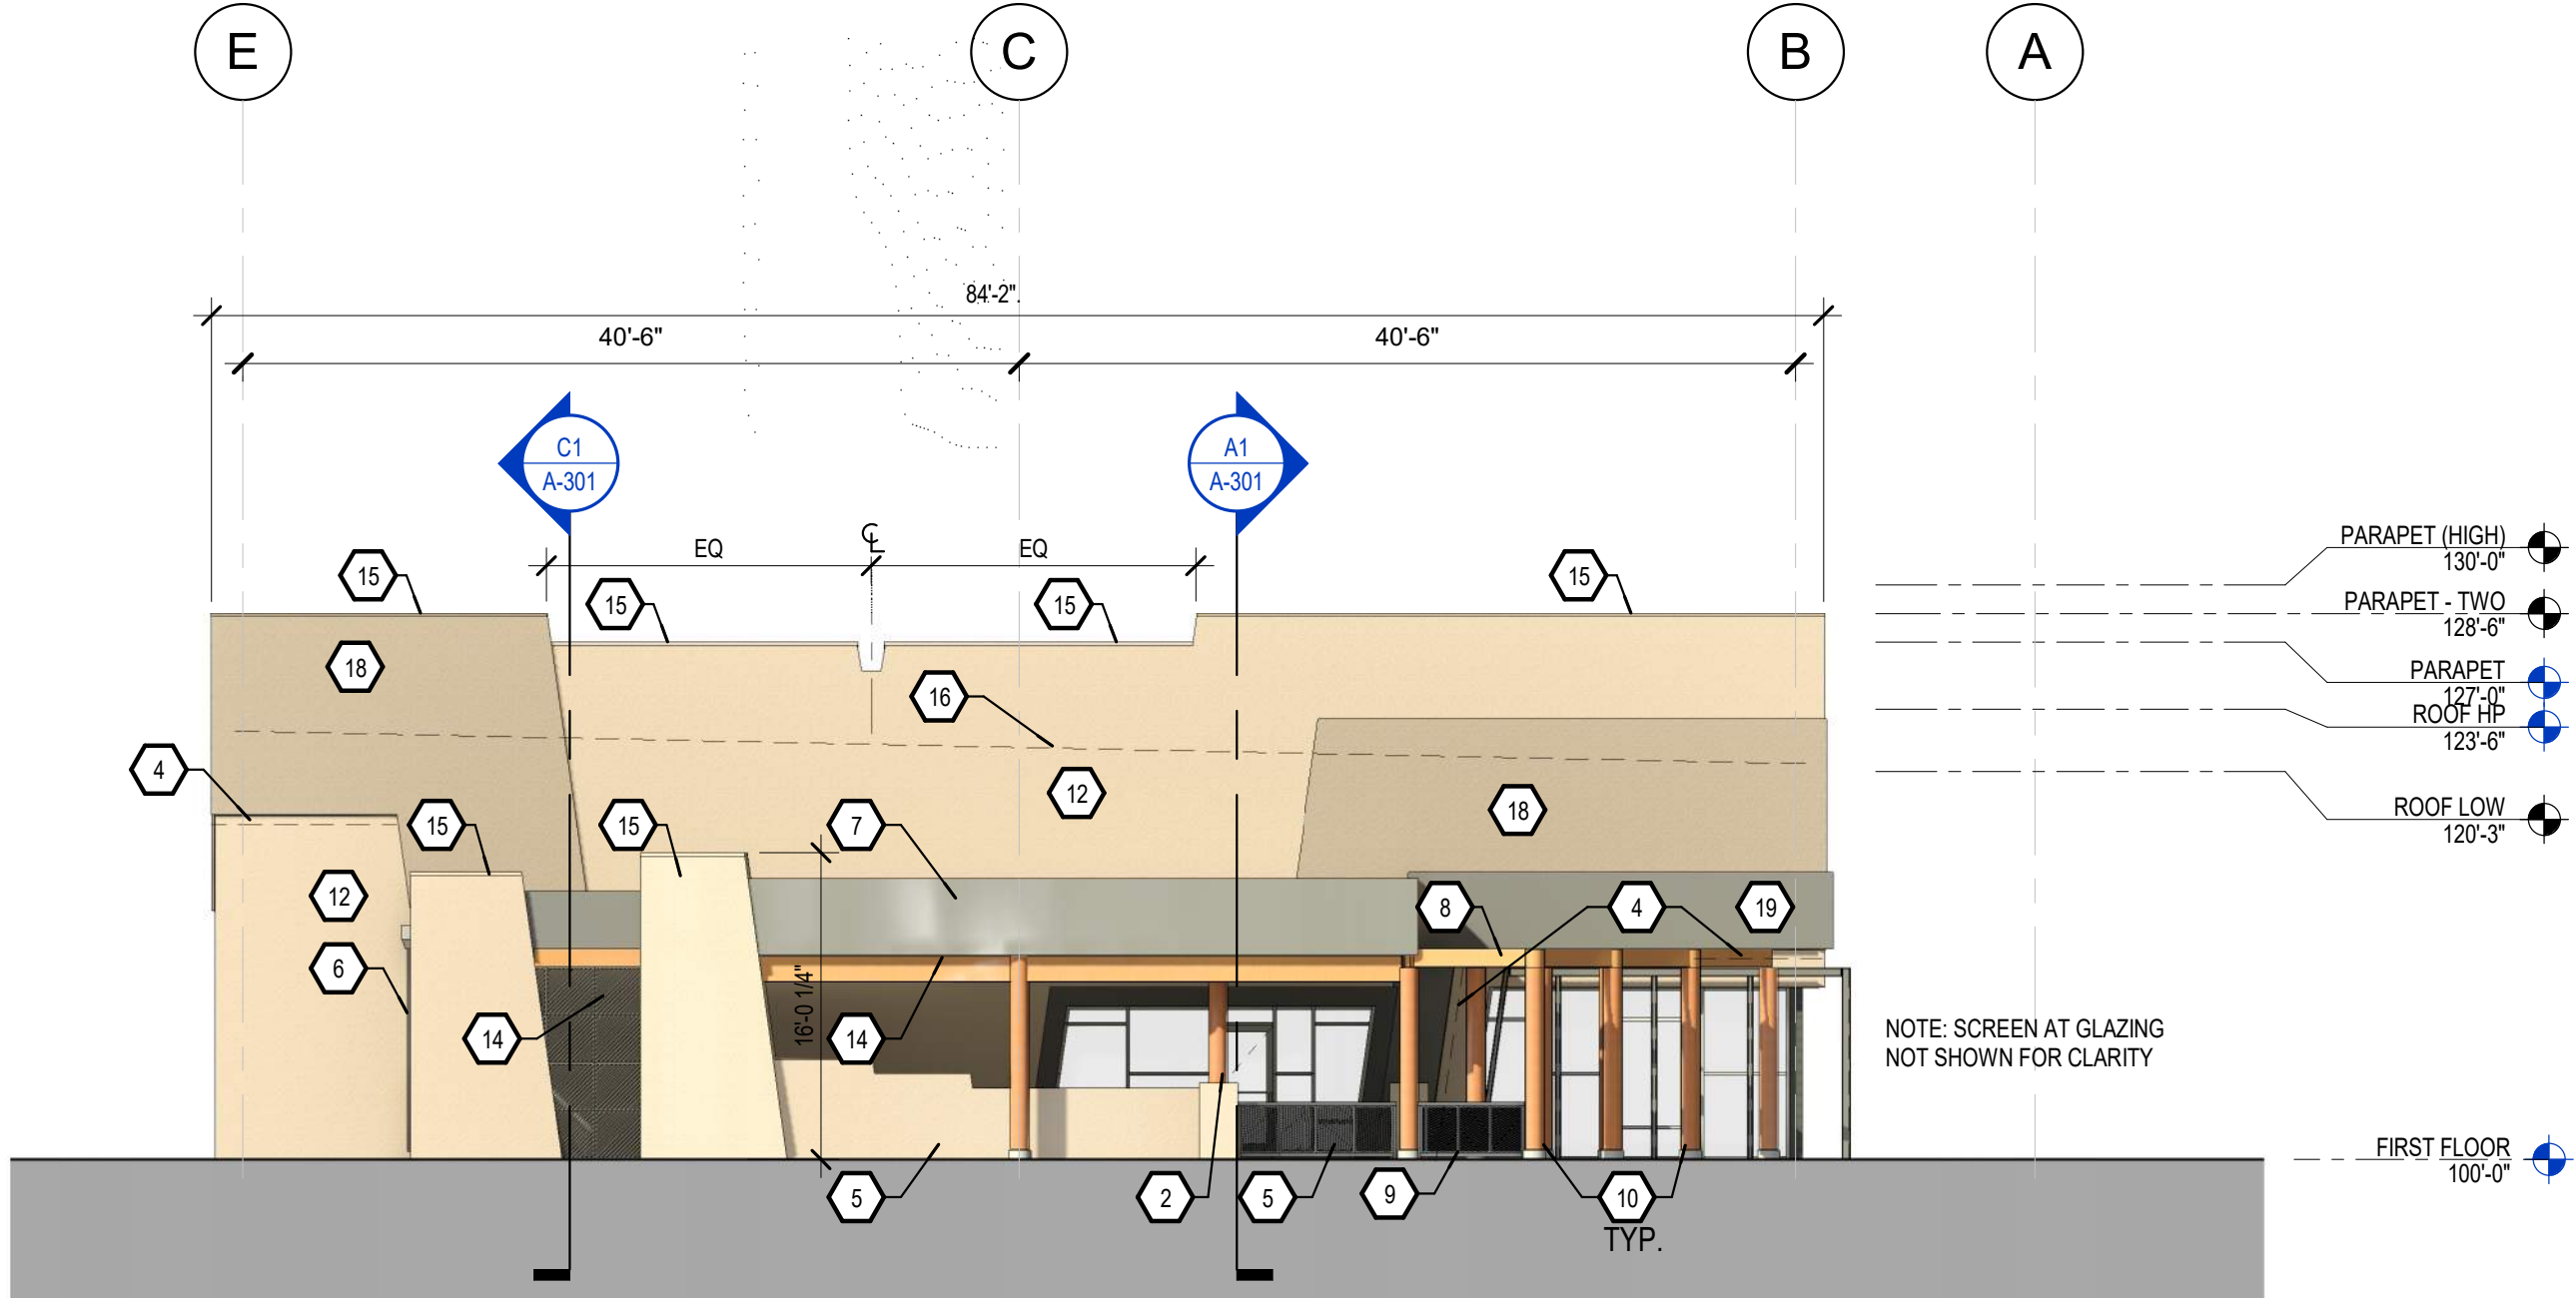 E
C
B
A
84'-2".
40'-6"
40'-6"
C1
A-301
A1
A-301
EQ
CL
EQ
PARAPET (HIGH)
130'-0"
15
15
15
15
PARAPET - TWO
128'-6"
18
PARAPET
127'-0"
16
ROOF HP
123'-6"
4
12
18
ROOF LOW
120'-3"
15
15
7
12
8
4
19
6
14
16'-0 1/4"
14
NOTE: SCREEN AT GLAZING
NOT SHOWN FOR CLARITY
FIRST FLOOR
100'-0"
5
2
5
9
10
TYP.